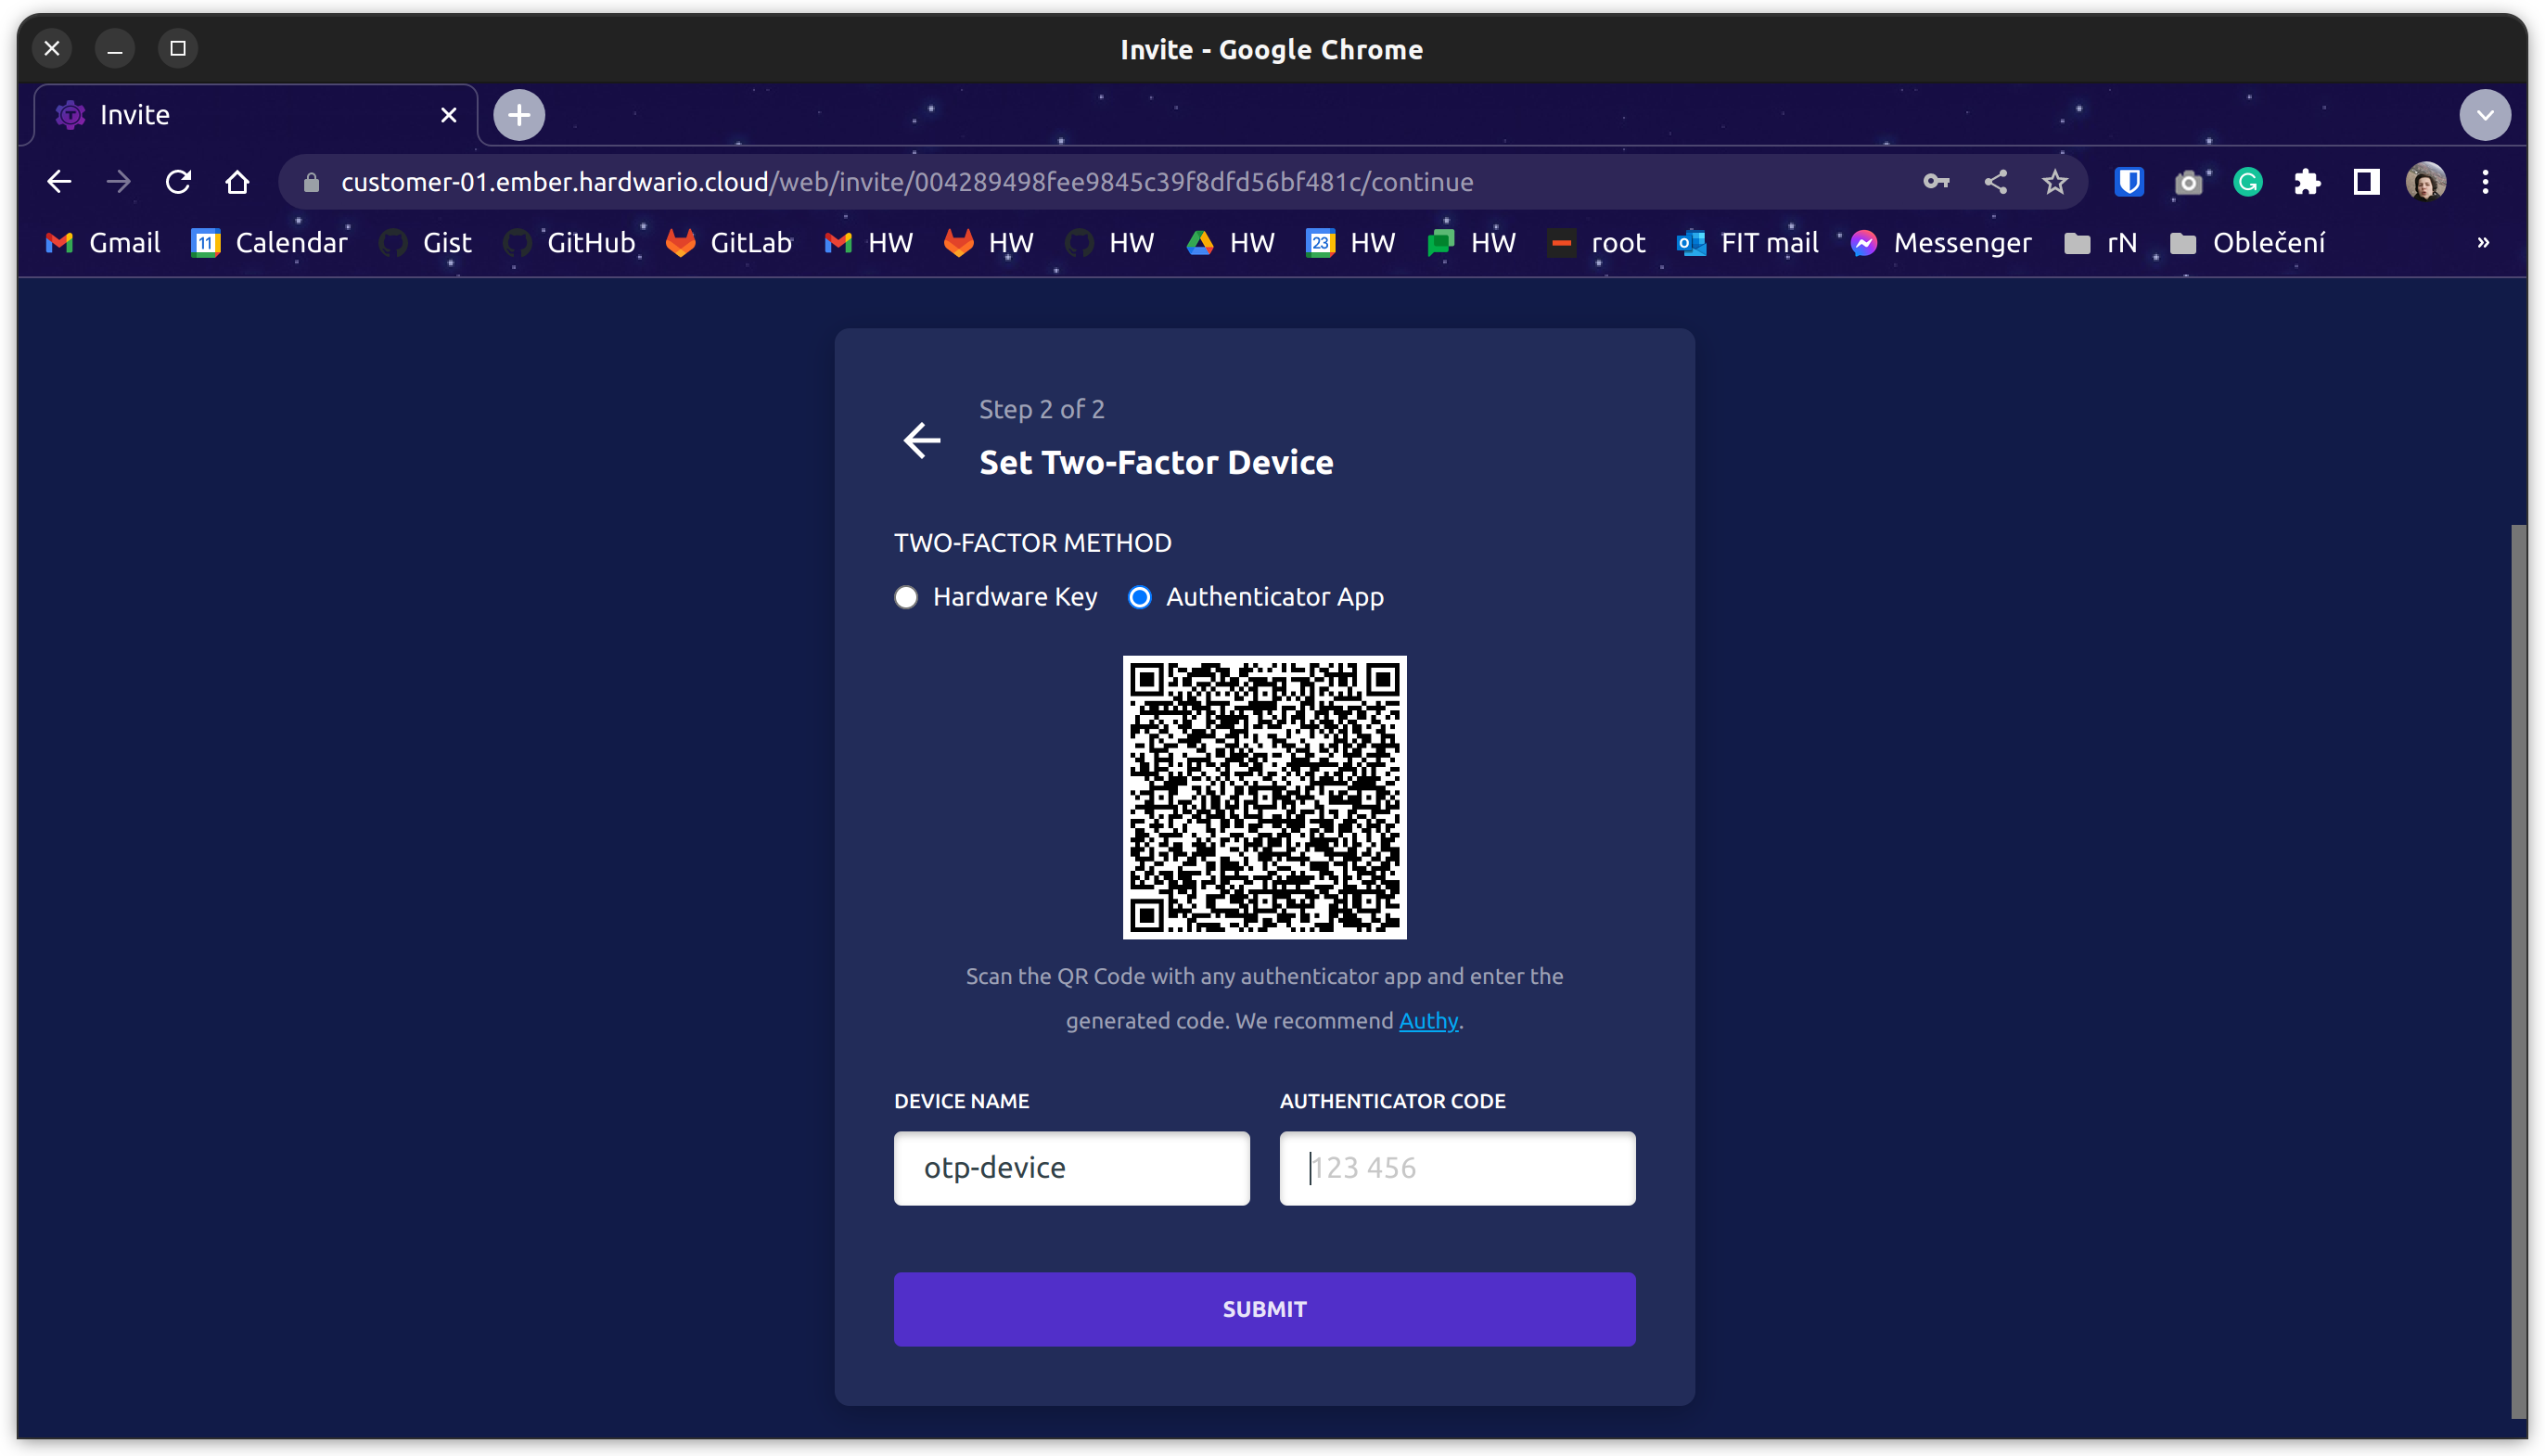 Invite - Google Chrome
Invite
customer-01.ember.hardwario.cloud/web/invite/004289498fee9845c39f8dfd56bf481c/continue
Gmail 11 Calendar Gist GitHub GitLab HW HW HW HW 23 HW HW root FIT mail Messenger rN Oblečení »
Step 2 of 2
Set Two-Factor Device
TWO-FACTOR METHOD
Hardware Key Authenticator App
Scan the QR Code with any authenticator app and enter the
generated code. We recommend Authy.
DEVICE NAME AUTHENTICATOR CODE
otp-device 123 456
SUBMIT